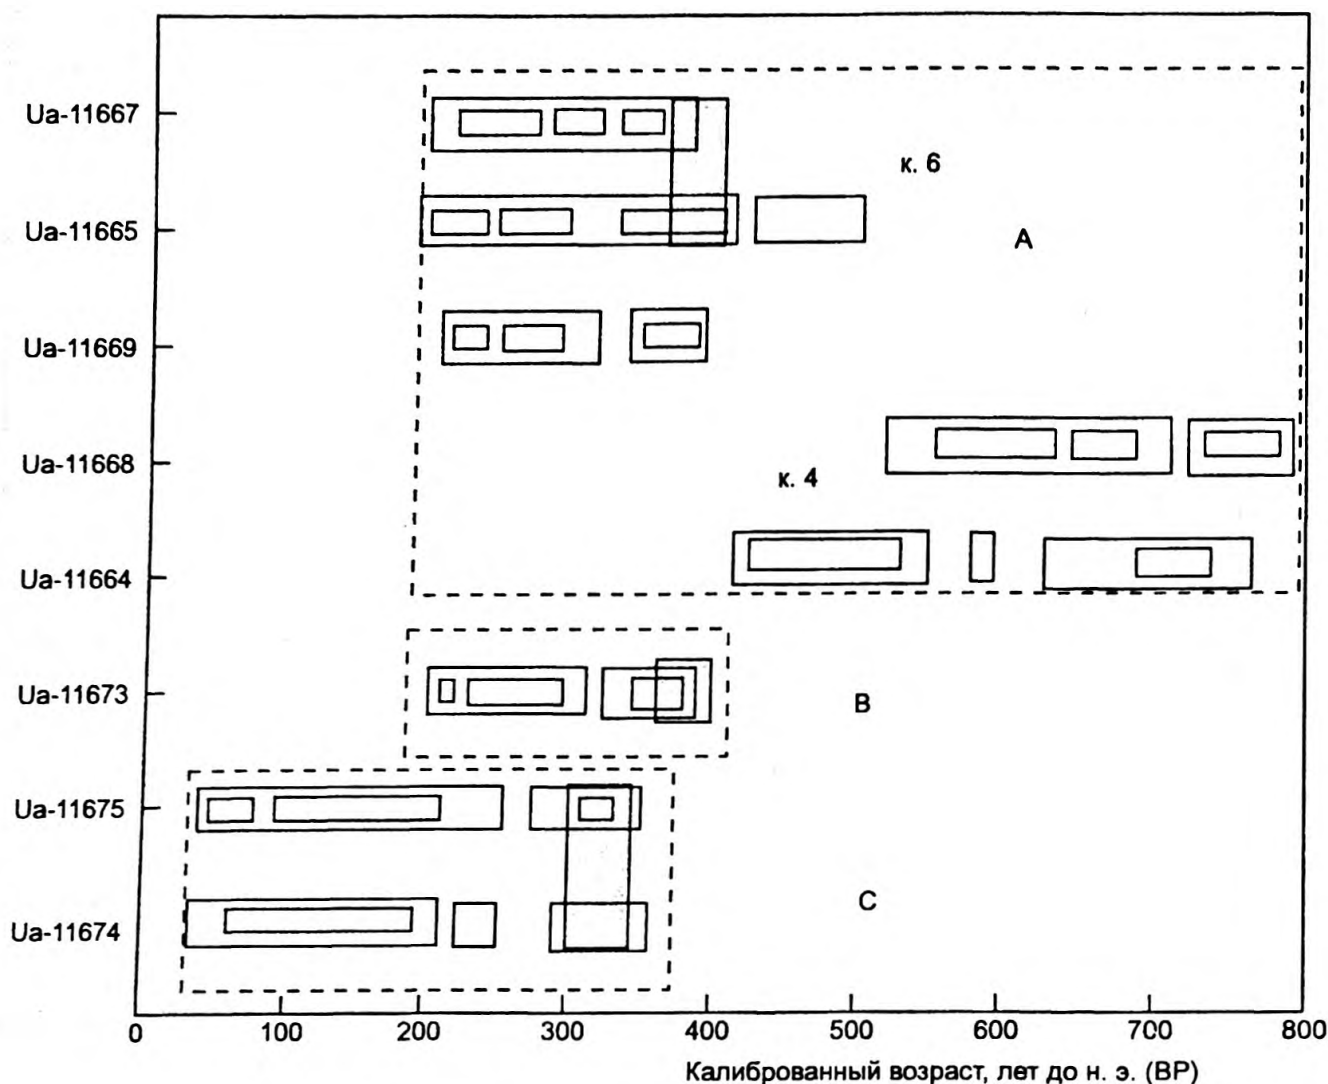 Ua-11667
к. 6
Ua-11665
A
Ua-11669
Ua-11668
к. 4
Ua-11664
Ua-11673
B
Ua-11675
Ua-11674
C
0 100 200 300 400 500 600 700 800
Калиброванный возраст, лет до н. э. (BP)